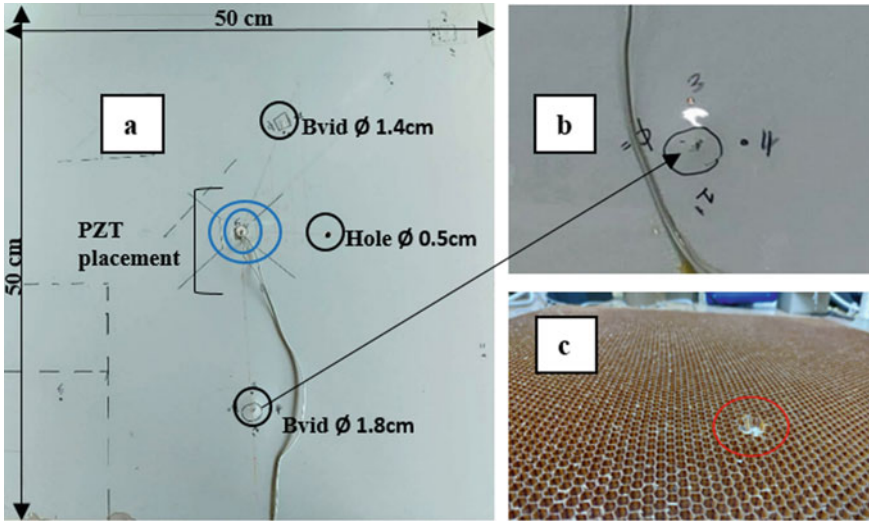 50 cm
a
Bvid Ø 1.4cm
PZT
placement
Hole Ø 0.5cm
50 cm
Bvid Ø 1.8cm
b
3
4
c